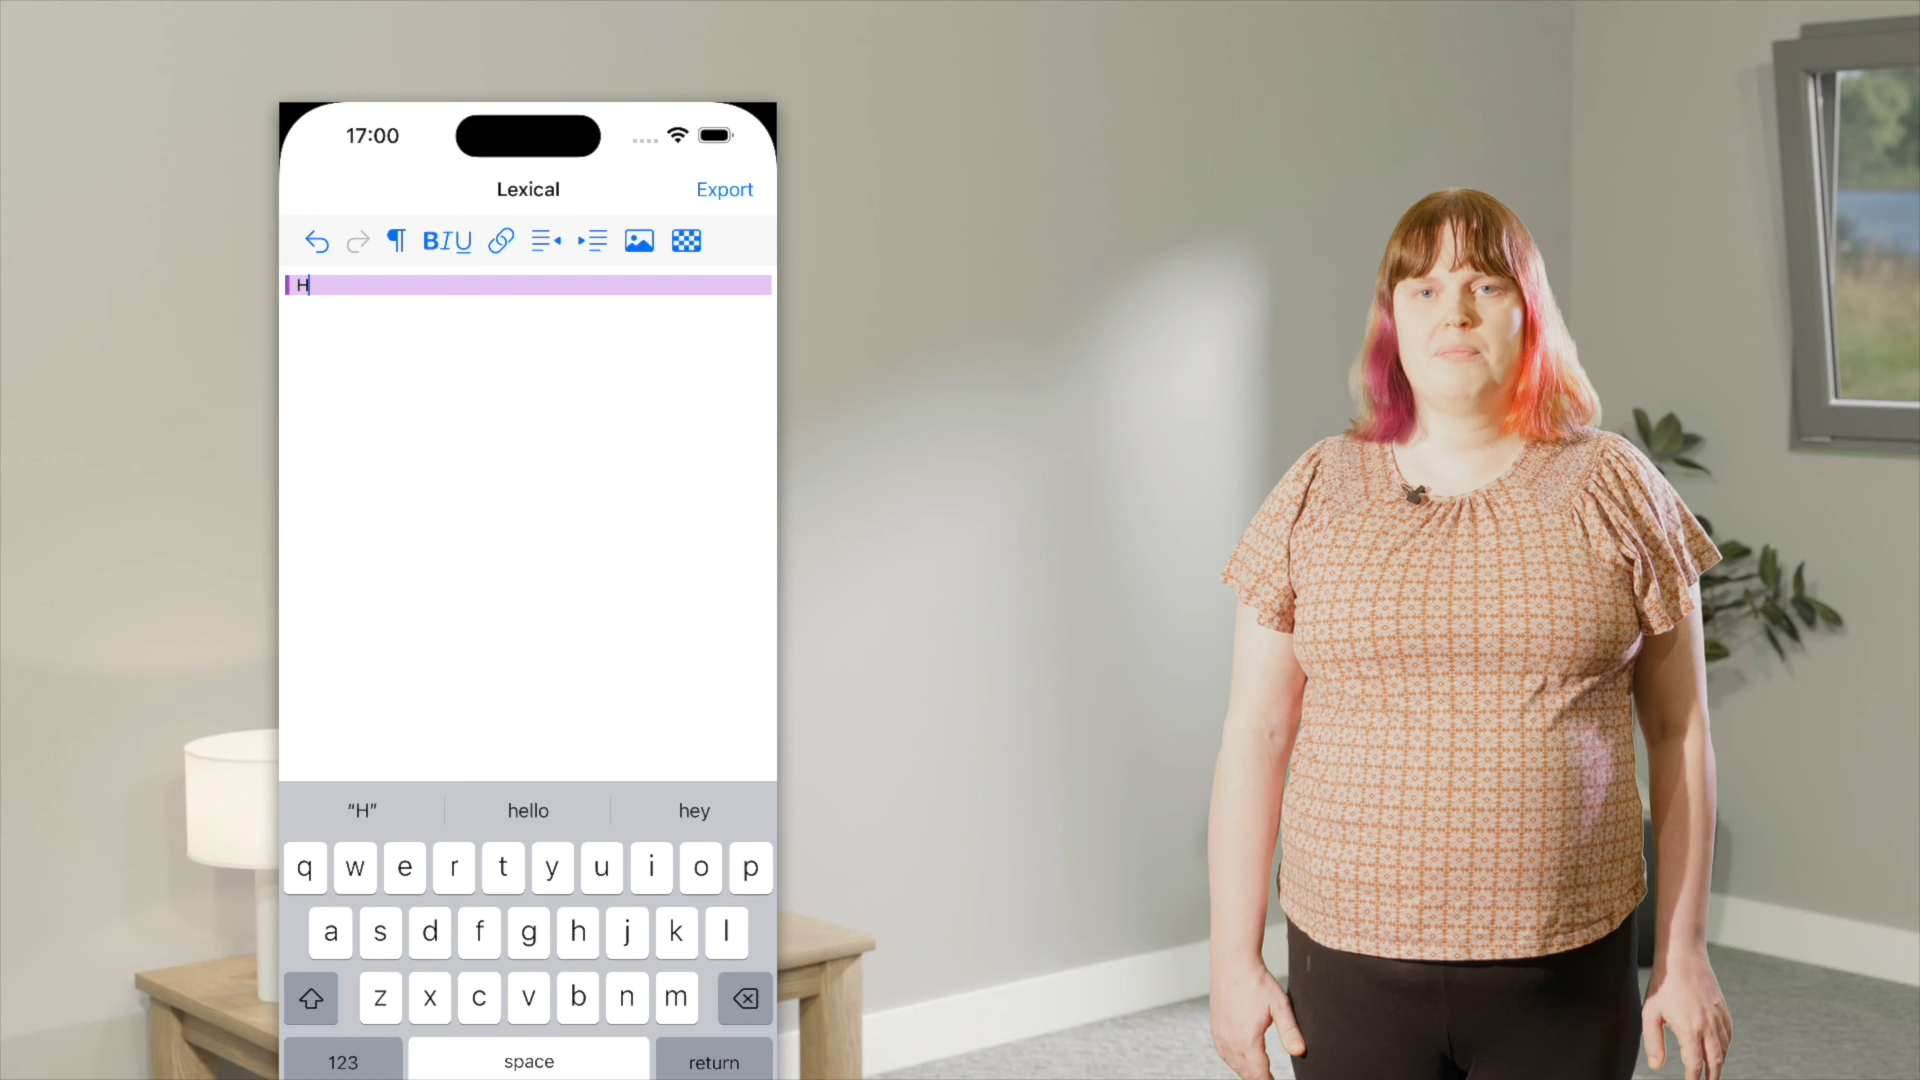 17:00
Lexical
Export
BIU
H
“H” hello hey
q w e r t y u i o p
a s d f g h j k l
z x c v b n m
123 space return